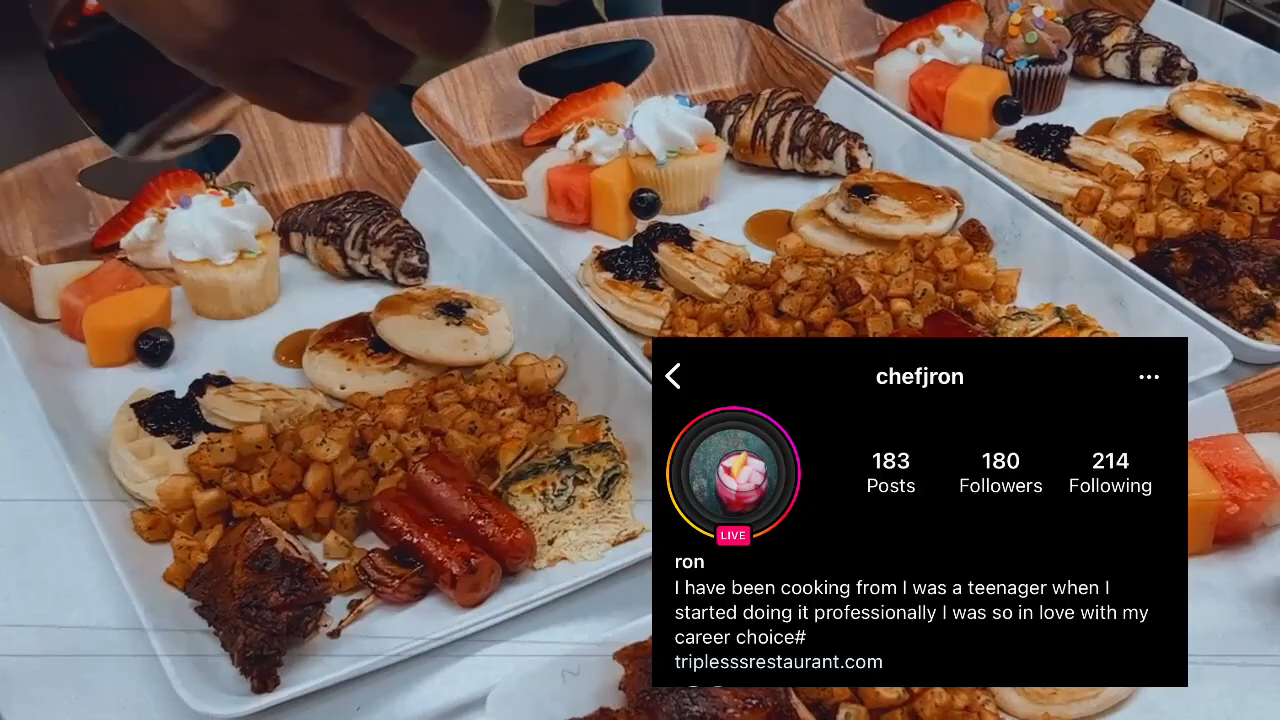 chefjron
183 180 214
Posts Followers Following
LIVE
ron
I have been cooking from I was a teenager when I
started doing it professionally I was so in love with my
career choice#
triplesssrestaurant.com